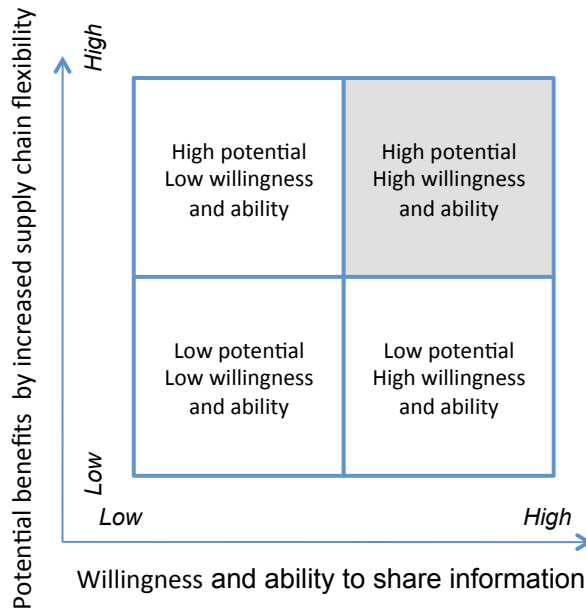 Potential benefits by increased supply chain flexibility
High
High potential
Low willingness
and ability
High potential
High willingness
and ability
Low potential
Low willingness
and ability
Low potential
High willingness
and ability
Low
Low
High
Willingness and ability to share information